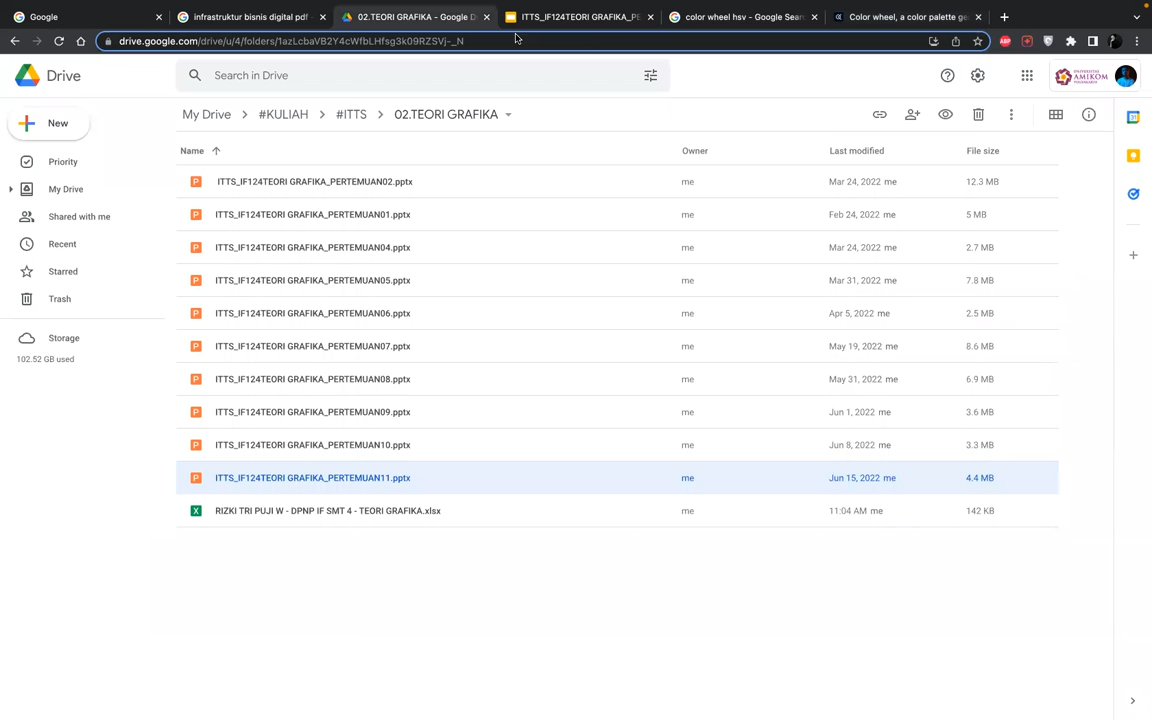 Google
infrastruktur bisnis digital pdf -
02.TEORI GRAFIKA - Google D
ITTS_IF124TEORI GRAFIKA_PE
color wheel hsv - Google Sear
Color wheel, a color palette ge
drive.google.com/drive/u/4/folders/1azLcbaVB2Y4cWfbLHfsg3k09RZSVj-_N
ABP
Drive
Search in Drive
UNIVERSITAS
AMIKOM
YOGYAKARTA
New
My Drive > #KULIAH > #ITTS > 02.TEORI GRAFIKA
Priority
My Drive
Shared with me
Recent
Starred
Trash
Storage
102.52 GB used
Name Owner Last modified File size
ITTS_IF124TEORI GRAFIKA_PERTEMUAN02.pptx me Mar 24, 2022 me 12.3 MB
ITTS_IF124TEORI GRAFIKA_PERTEMUAN01.pptx me Feb 24, 2022 me 5 MB
ITTS_IF124TEORI GRAFIKA_PERTEMUAN04.pptx me Mar 24, 2022 me 2.7 MB
ITTS_IF124TEORI GRAFIKA_PERTEMUAN05.pptx me Mar 31, 2022 me 7.8 MB
ITTS_IF124TEORI GRAFIKA_PERTEMUAN06.pptx me Apr 5, 2022 me 2.5 MB
ITTS_IF124TEORI GRAFIKA_PERTEMUAN07.pptx me May 19, 2022 me 8.6 MB
ITTS_IF124TEORI GRAFIKA_PERTEMUAN08.pptx me May 31, 2022 me 6.9 MB
ITTS_IF124TEORI GRAFIKA_PERTEMUAN09.pptx me Jun 1, 2022 me 3.6 MB
ITTS_IF124TEORI GRAFIKA_PERTEMUAN10.pptx me Jun 8, 2022 me 3.3 MB
ITTS_IF124TEORI GRAFIKA_PERTEMUAN11.pptx me Jun 15, 2022 me 4.4 MB
RIZKI TRI PUJI W - DPNP IF SMT 4 - TEORI GRAFIKA.xlsx me 11:04 AM me 142 KB